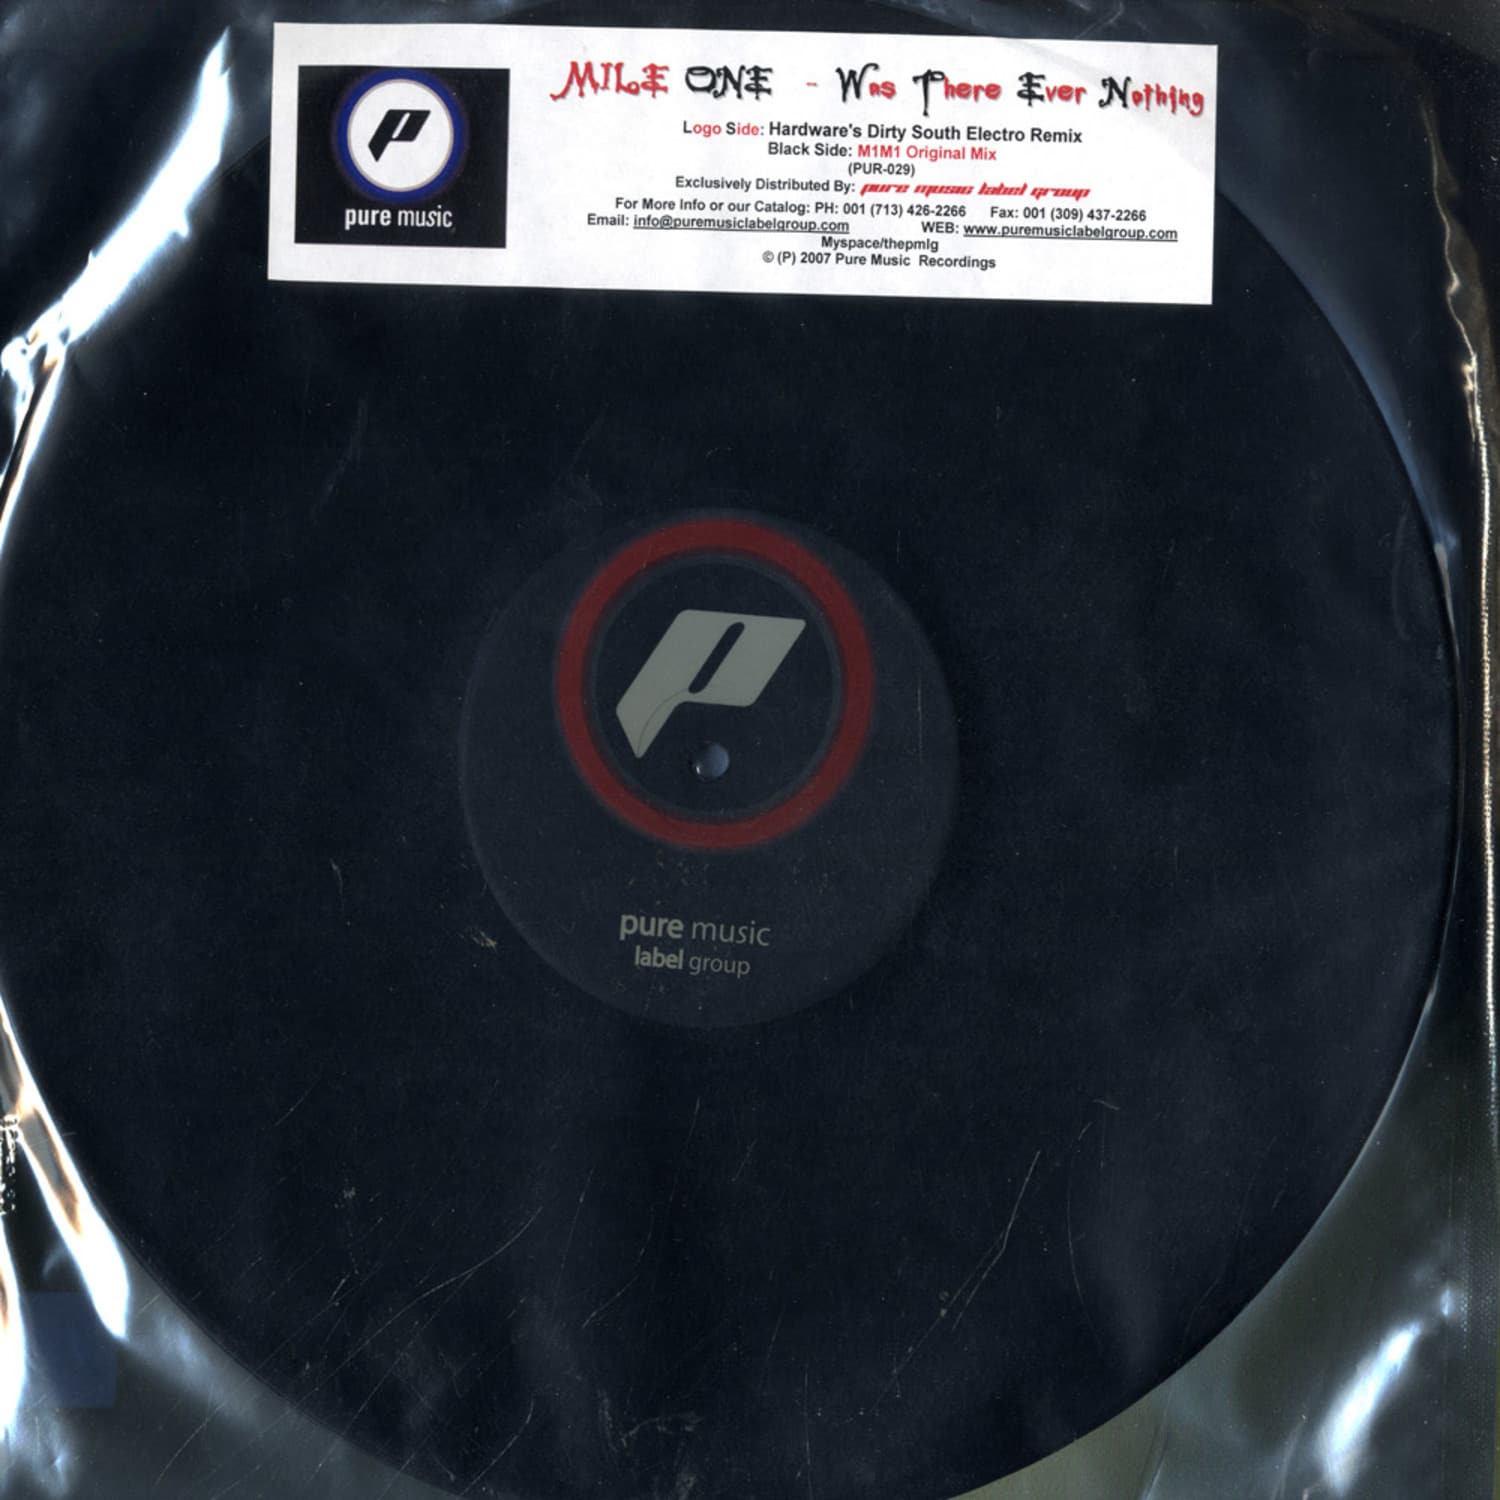 MILE ONE - Was There Ever Nothing
Logo Side: Hardware's Dirty South Electro Remix
Black Side: M1M1 Original Mix
(PUR-029)
Exclusively Distributed By: pure music label group
For More Info or our Catalog: PH: 001 (713) 426-2266 Fax: 001 (309) 437-2266
Email: info@puremusiclabelgroup.com WEB: www.puremusiclabelgroup.com
Myspace/thepmlg
© (P) 2007 Pure Music Recordings
P
pure music
P
pure music
label group